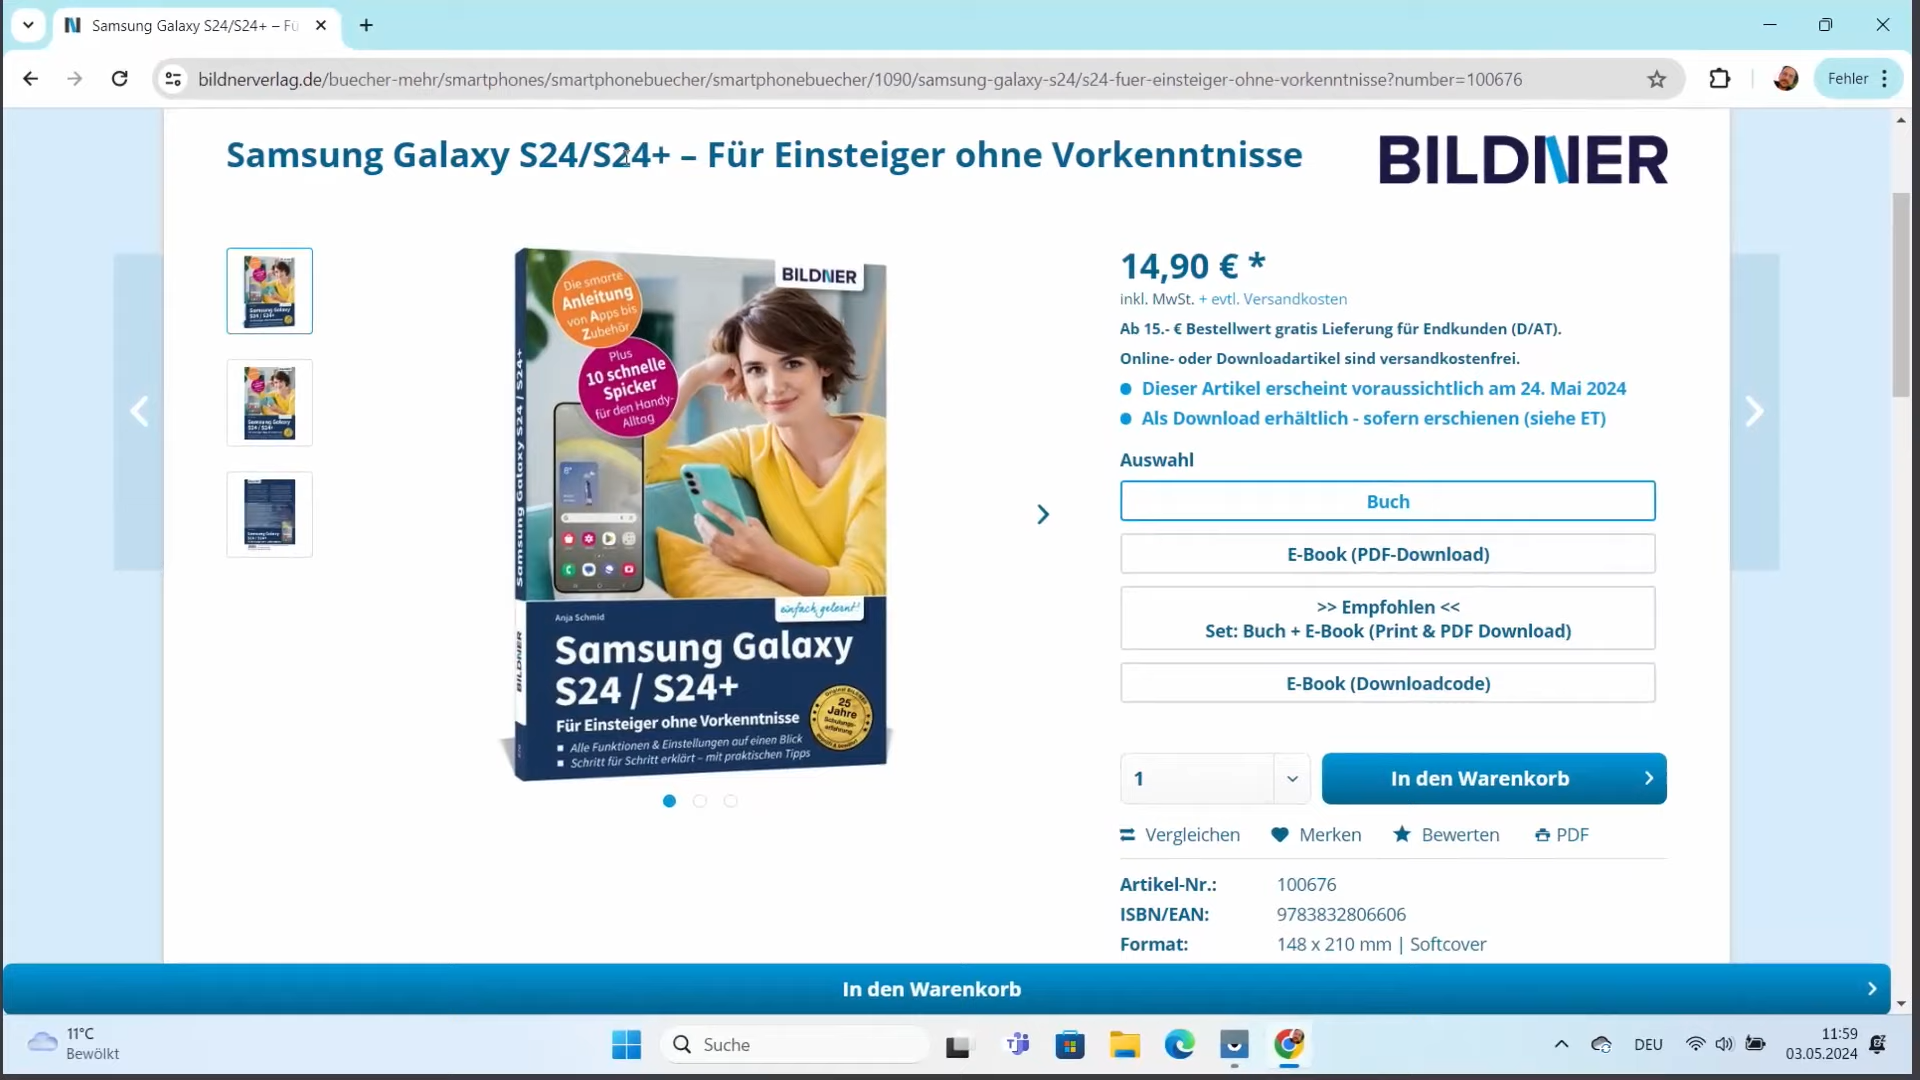 Samsung Galaxy S24/S24+ – Fü
bildnerverlag.de/buecher-mehr/smartphones/smartphonebuecher/smartphonebuecher/1090/samsung-galaxy-s24/s24-fuer-einsteiger-ohne-vorkenntnisse?number=100676
Fehler
Samsung Galaxy S24/S24+ – Für Einsteiger ohne Vorkenntnisse
BILDNER
BILDNER
Die smarte
Anleitung
von Apps bis
Zubehör
Plus
10 schnelle
Spicker
für den Handy-
Alltag
Samsung Galaxy S24 / S24+
BILDNER
einfach gelernt!
Anja Schmid
Samsung Galaxy
S24 / S24+
Für Einsteiger ohne Vorkenntnisse
Alle Funktionen & Einstellungen auf einen Blick
Schritt für Schritt erklärt – mit praktischen Tipps
25
Jahre
14,90 € *
inkl. MwSt. + evtl. Versandkosten
Ab 15.- € Bestellwert gratis Lieferung für Endkunden (D/AT).
Online- oder Downloadartikel sind versandkostenfrei.
Dieser Artikel erscheint voraussichtlich am 24. Mai 2024
Als Download erhältlich - sofern erschienen (siehe ET)
Auswahl
Buch
E-Book (PDF-Download)
>> Empfohlen <<
Set: Buch + E-Book (Print & PDF Download)
E-Book (Downloadcode)
1
In den Warenkorb
Vergleichen Merken Bewerten PDF
Artikel-Nr.: 100676
ISBN/EAN: 9783832806606
Format: 148 x 210 mm | Softcover
In den Warenkorb
11°C
Bewölkt
Suche
DEU
11:59
03.05.2024